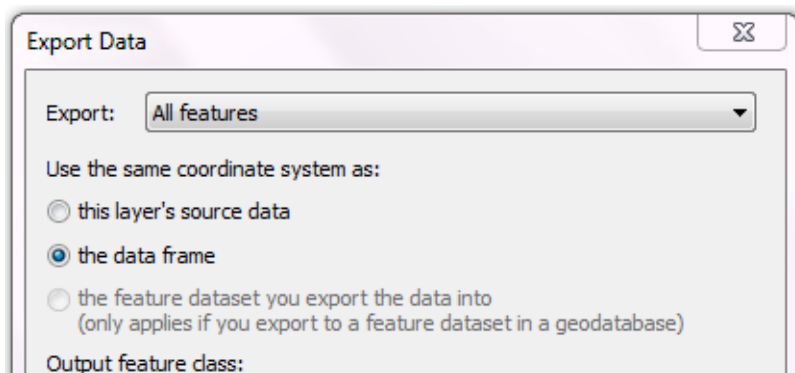 Export Data
Export: All features
Use the same coordinate system as:
this layer's source data
the data frame
the feature dataset you export the data into
(only applies if you export to a feature dataset in a geodatabase)
Output feature class: